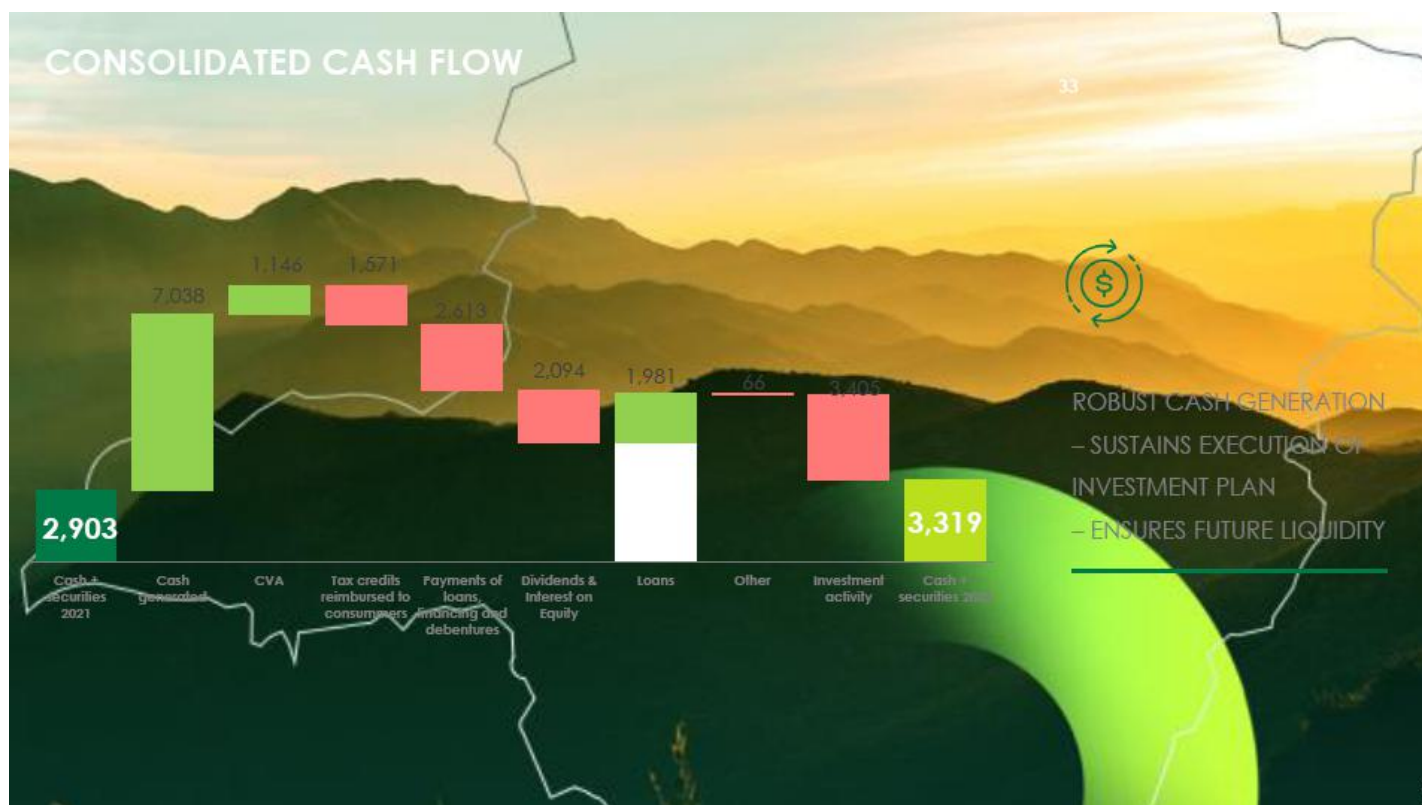 CONSOLIDATED CASH FLOW
33
1,146
1,571
7,038
2,613
2,094
1,981
66
3,405
2,903
3,319
Cash +
securities
2021
Cash
generated
CVA
Tax credits
reimbursed to
consummers
Payments of
loans,
financing and
debentures
Dividends &
Interest on
Equity
Loans
Other
Investment
activity
Cash +
securities
ROBUST CASH GENERATION
– SUSTAINS EXECUTION OF
INVESTMENT PLAN
– ENSURES FUTURE LIQUIDITY